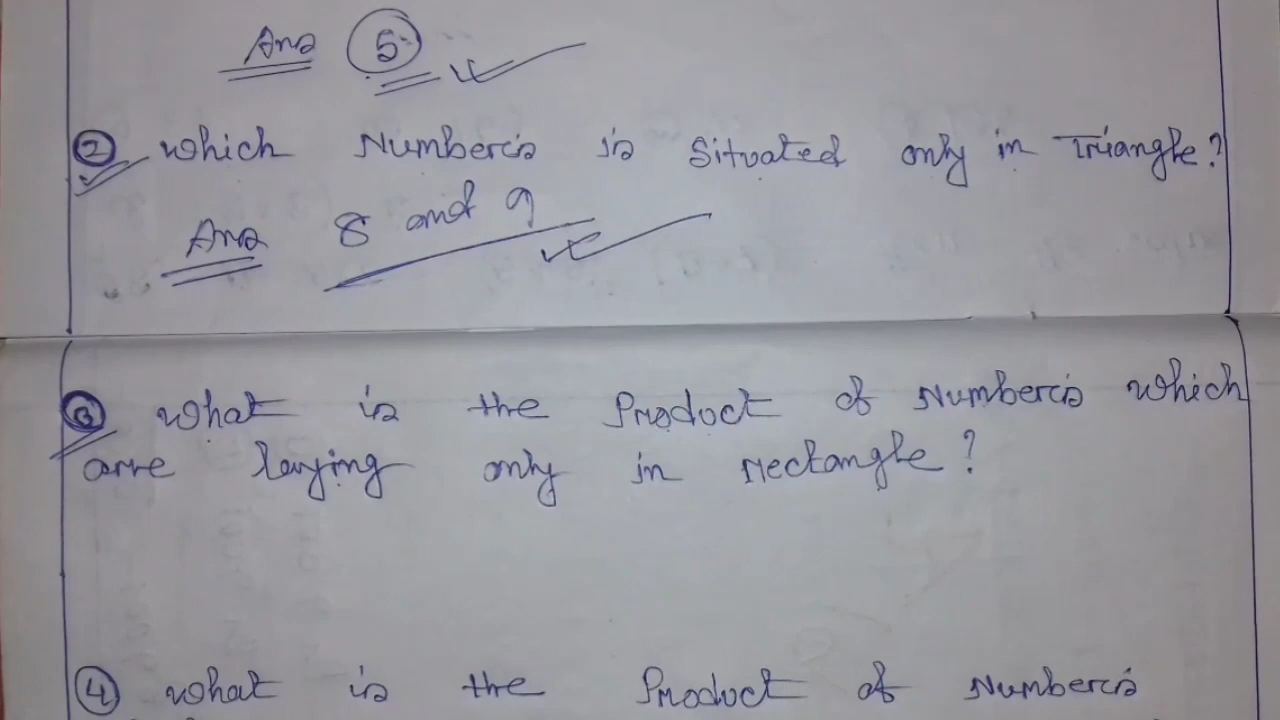 Ans 5
② Which Numbers is Situated only in Triangle?
Ans 8 and 9
③ What is the Product of Numbers which
are laying only in rectangle?
④ What is the Product of Numbers